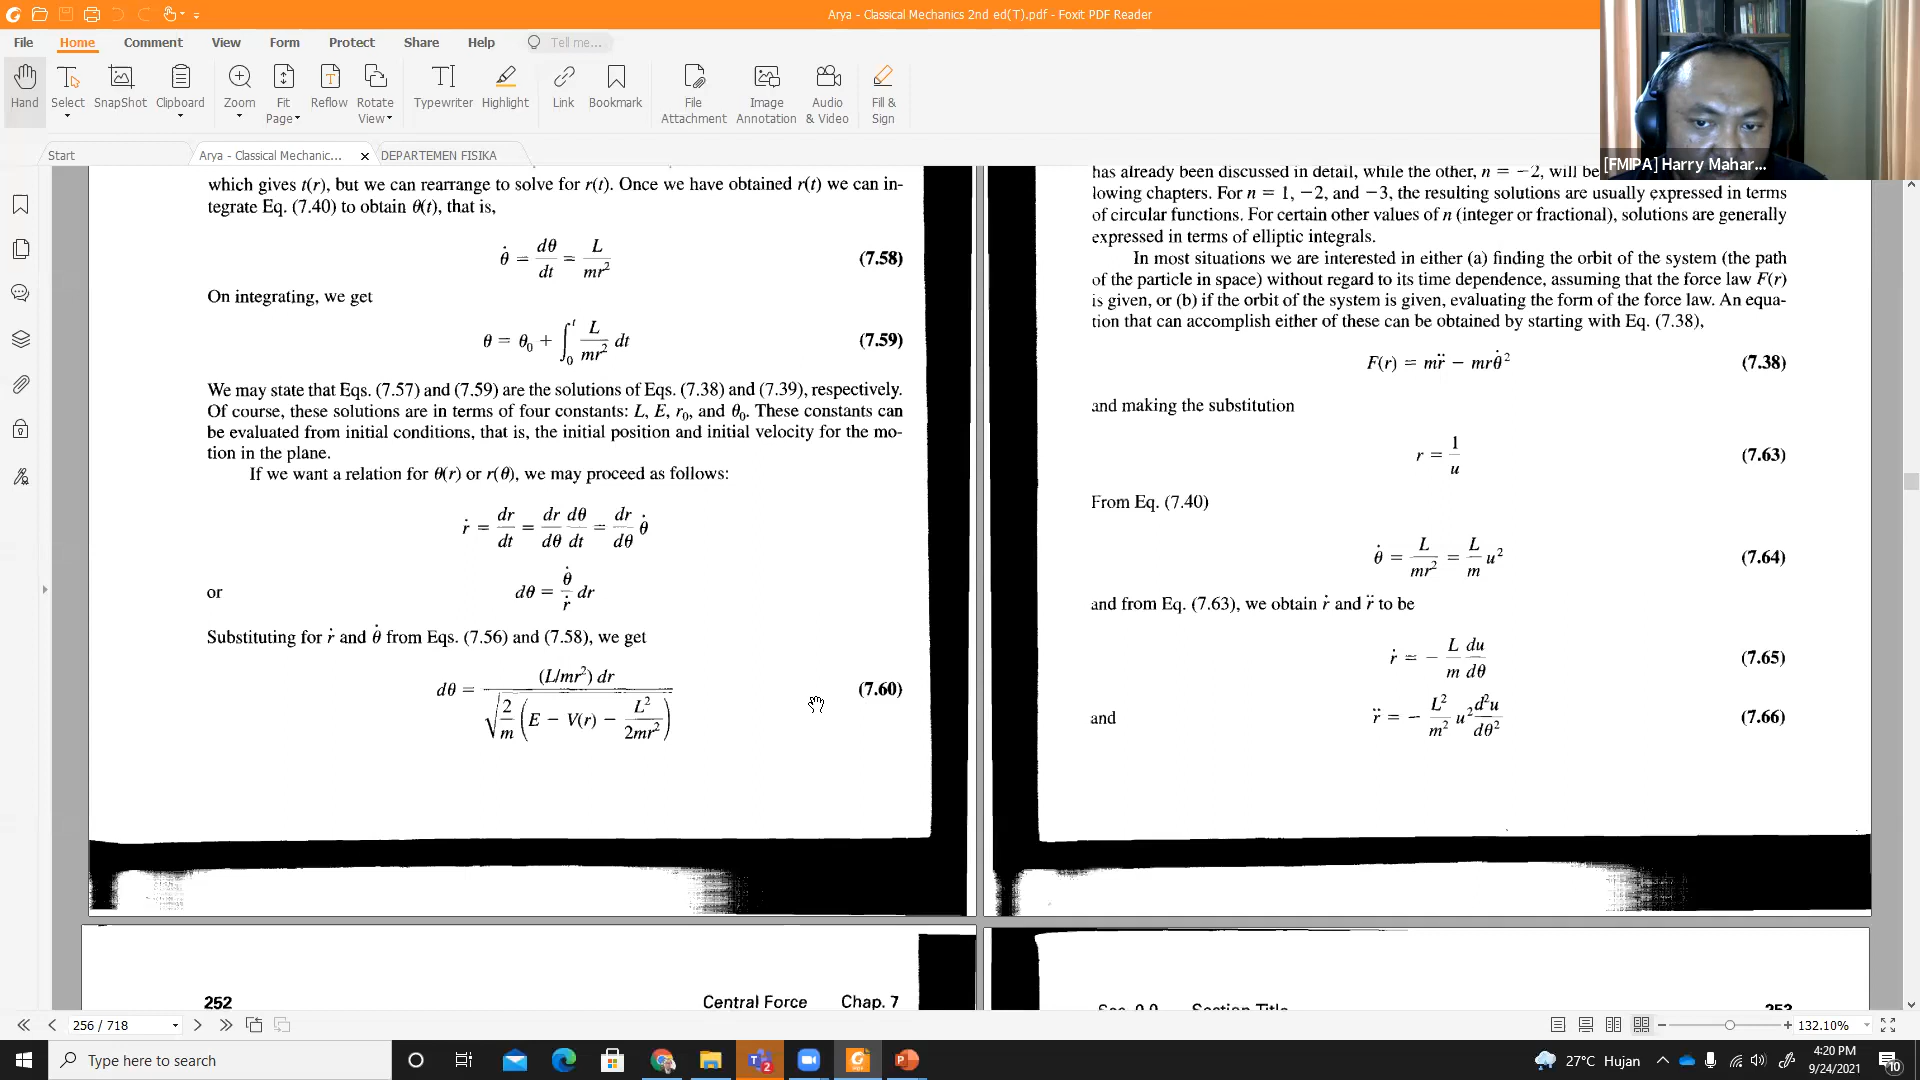 Arya - Classical Mechanics 2nd ed(T).pdf - Foxit PDF Reader
File Home Comment View Form Protect Share Help Tell me...
Hand Select SnapShot Clipboard Zoom Fit Page Reflow Rotate View Typewriter Highlight Link Bookmark File Attachment Image Annotation Audio & Video Fill & Sign
[FMIPA] Harry Mahar...
Start Arya - Classical Mechanic... DEPARTEMEN FISIKA
which gives t(r), but we can rearrange to solve for r(t). Once we have obtained r(t) we can in-
tegrate Eq. (7.40) to obtain θ(t), that is,
θ̇ = dθ/dt = L/mr² (7.58)
On integrating, we get
θ = θ₀ + ∫₀ᵗ L/mr² dt (7.59)
We may state that Eqs. (7.57) and (7.59) are the solutions of Eqs. (7.38) and (7.39), respectively.
Of course, these solutions are in terms of four constants: L, E, r₀, and θ₀. These constants can
be evaluated from initial conditions, that is, the initial position and initial velocity for the mo-
tion in the plane.
If we want a relation for θ(r) or r(θ), we may proceed as follows:
ṙ = dr/dt = dr/dθ dθ/dt = dr/dθ θ̇
or dθ = θ̇/ṙ dr
Substituting for ṙ and θ̇ from Eqs. (7.56) and (7.58), we get
dθ = (L/mr²) dr / √(2/m (E − V(r) − L²/2mr²)) (7.60)
252 Central Force Chap. 7
has already been discussed in detail, while the other, n = −2, will be
lowing chapters. For n = 1, −2, and −3, the resulting solutions are usually expressed in terms
of circular functions. For certain other values of n (integer or fractional), solutions are generally
expressed in terms of elliptic integrals.
In most situations we are interested in either (a) finding the orbit of the system (the path
of the particle in space) without regard to its time dependence, assuming that the force law F(r)
is given, or (b) if the orbit of the system is given, evaluating the form of the force law. An equa-
tion that can accomplish either of these can be obtained by starting with Eq. (7.38),
F(r) = mr̈ − mrθ̇² (7.38)
and making the substitution
r = 1/u (7.63)
From Eq. (7.40)
θ̇ = L/mr² = L/m u² (7.64)
and from Eq. (7.63), we obtain ṙ and r̈ to be
ṙ = − L/m du/dθ (7.65)
and r̈ = − L²/m² u² d²u/dθ² (7.66)
Section Title
256 / 718
132.10%
Type here to search
2
27°C Hujan
4:20 PM
9/24/2021
10